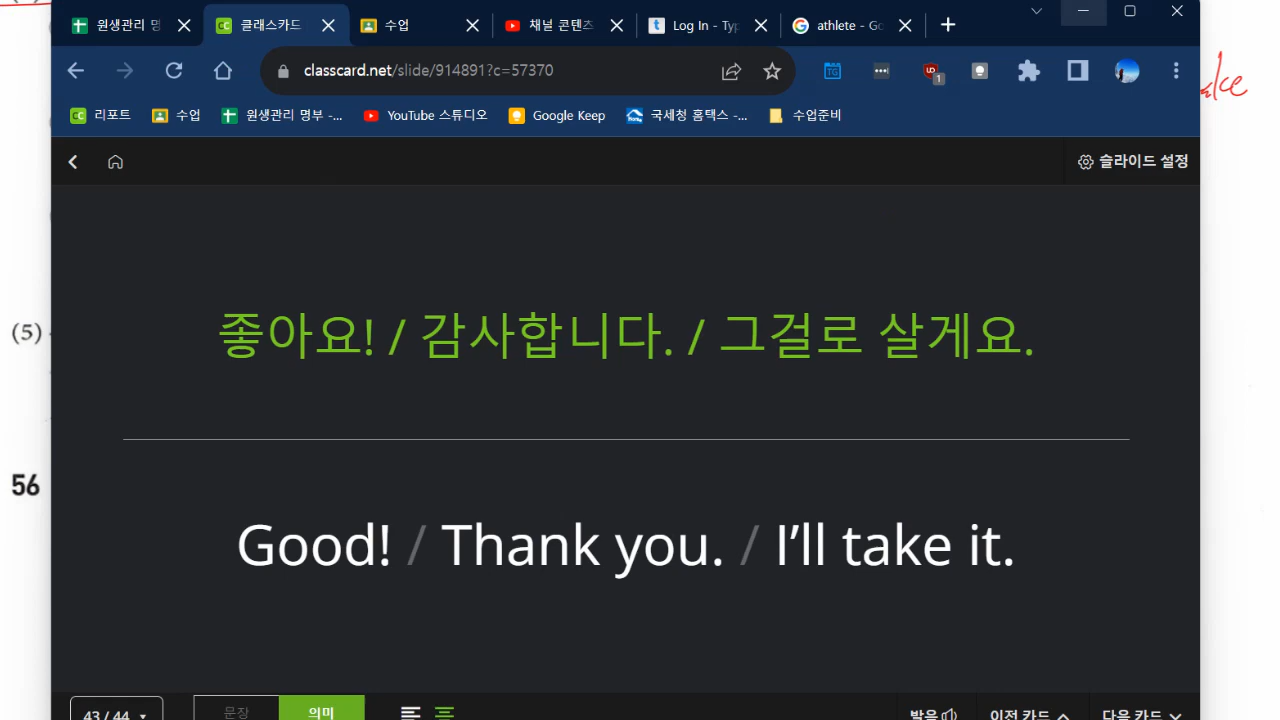 원생관리 명
클래스카드
수업
채널 콘텐츠
Log In - Typ
athlete - Go
classcard.net/slide/914891?c=57370
리포트
수업
원생관리 명부 -...
YouTube 스튜디오
Google Keep
국세청 홈택스 -...
수업준비
슬라이드 설정
좋아요! / 감사합니다. / 그걸로 살게요.
(5)
Good! / Thank you. / I’ll take it.
56
43 / 44
문장
의미
발음
이전 카드
다음 카드